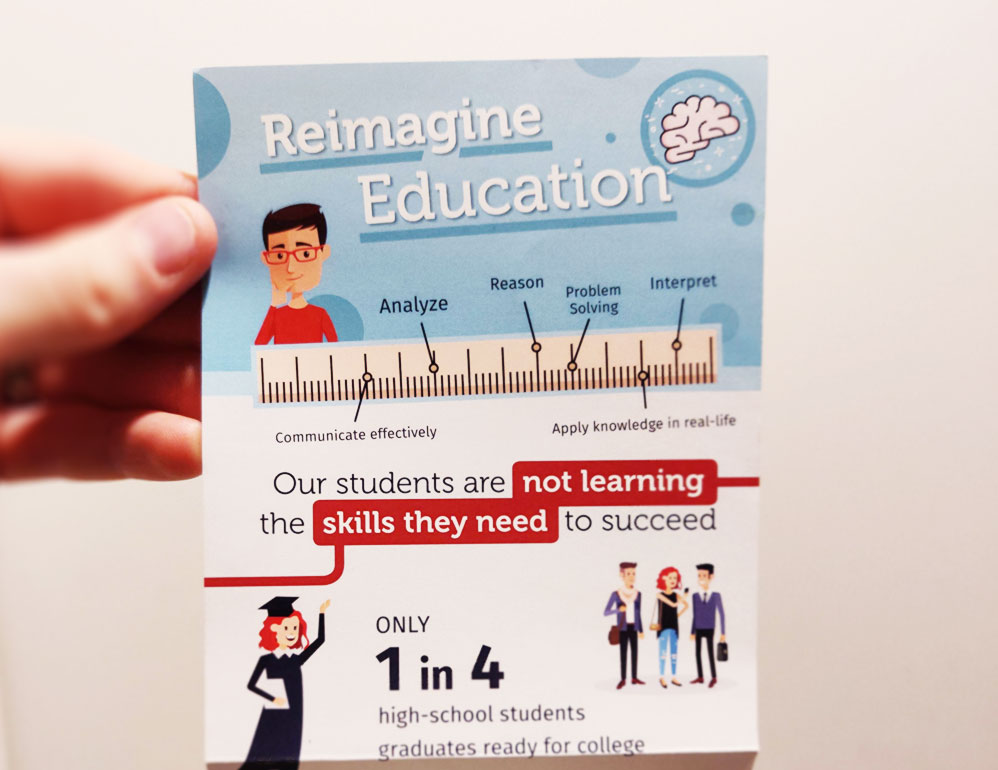 Reimagine
Education
Analyze
Reason
Problem
Solving
Interpret
Communicate effectively
Apply knowledge in real-life
Our students are not learning
the skills they need to succeed
ONLY
1 in 4
high-school students
graduates ready for college